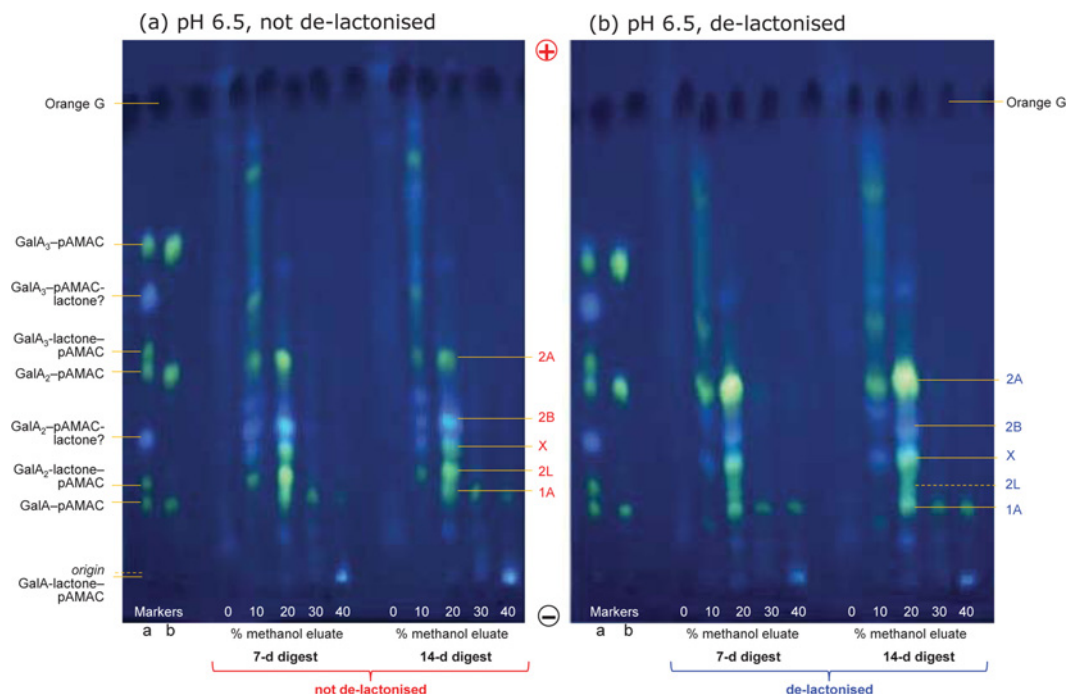 (a) pH 6.5, not de-lactonised
(b) pH 6.5, de-lactonised
+
Orange G
Orange G
GalA₃–pAMAC
GalA₃–pAMAC-
lactone?
GalA₃-lactone–
pAMAC
GalA₂–pAMAC
GalA₂–pAMAC-
lactone?
GalA₂-lactone–
pAMAC
GalA–pAMAC
origin
GalA-lactone–
pAMAC
2A
2B
X
2L
1A
2A
2B
X
2L
1A
−
Markers 0 10 20 30 40 0 10 20 30 40
a b % methanol eluate % methanol eluate
7-d digest 14-d digest
not de-lactonised
Markers 0 10 20 30 40 0 10 20 30 40
a b % methanol eluate % methanol eluate
7-d digest 14-d digest
de-lactonised